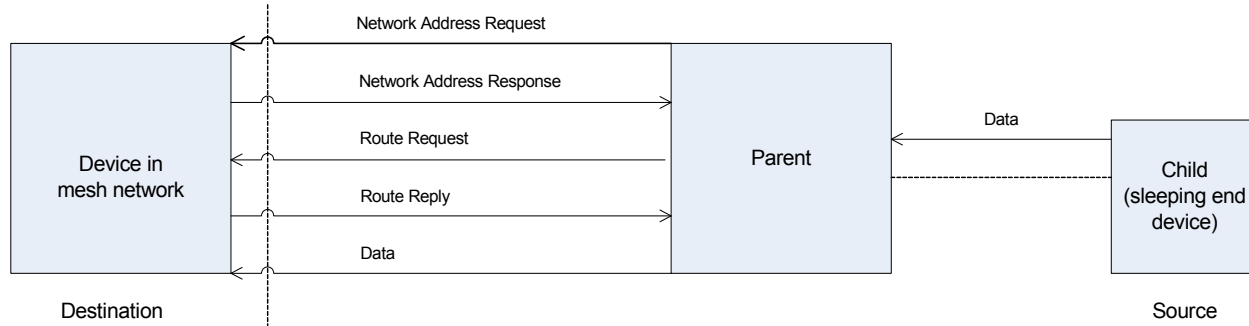 Network Address Request
Network Address Response
Data
Route Request
Device in
mesh network
Parent
Child
(sleeping end
device)
Route Reply
Data
Destination
Source